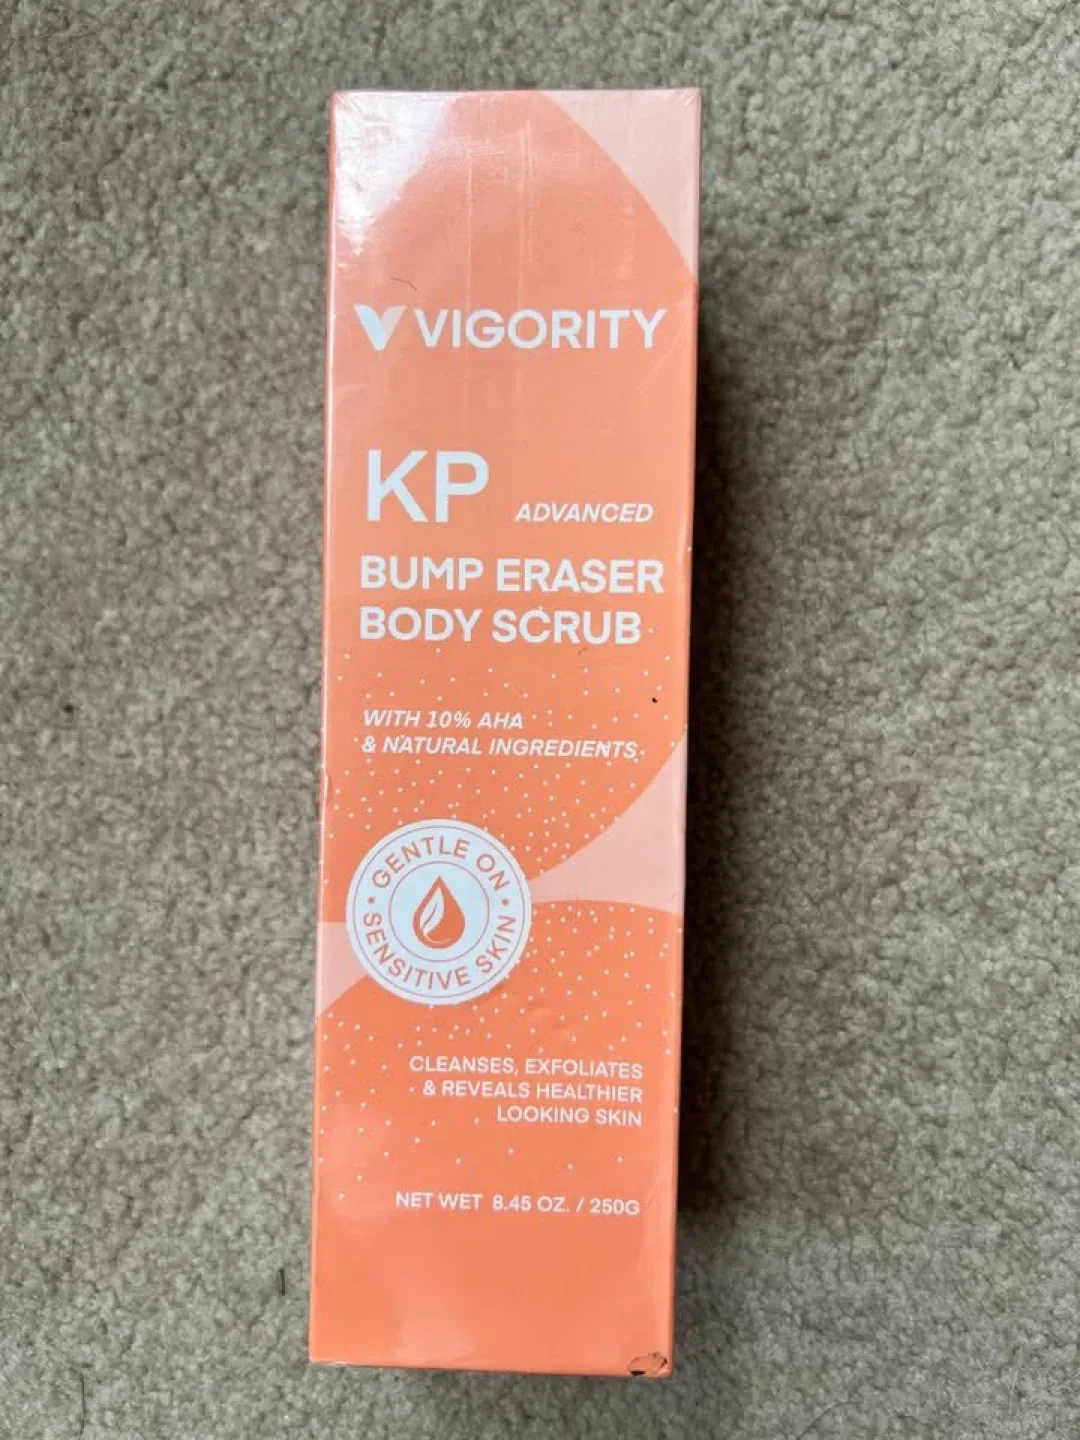 VIGORITY
KP ADVANCED
BUMP ERASER
BODY SCRUB
WITH 10% AHA
& NATURAL INGREDIENTS
GENTLE ON
SENSITIVE SKIN
CLEANSES, EXFOLIATES
& REVEALS HEALTHIER
LOOKING SKIN
NET WET 8.45 OZ. / 250G